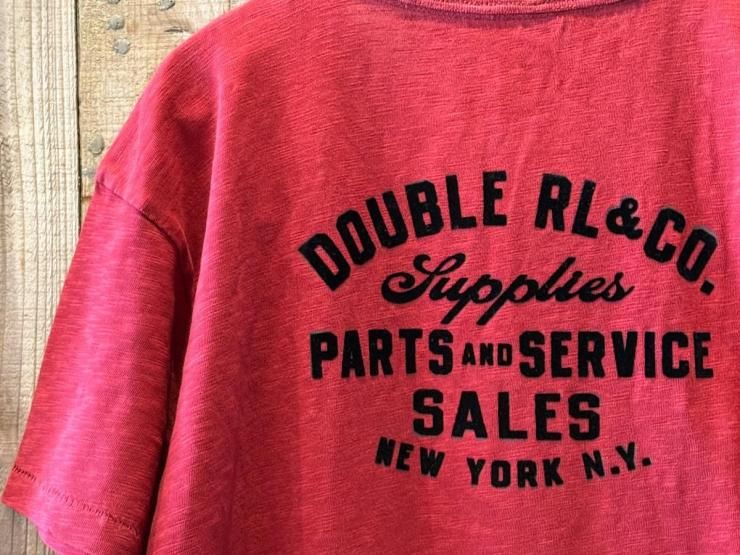 DOUBLE RL & CO.
Supplies
PARTS AND SERVICE
SALES
NEW YORK N.Y.